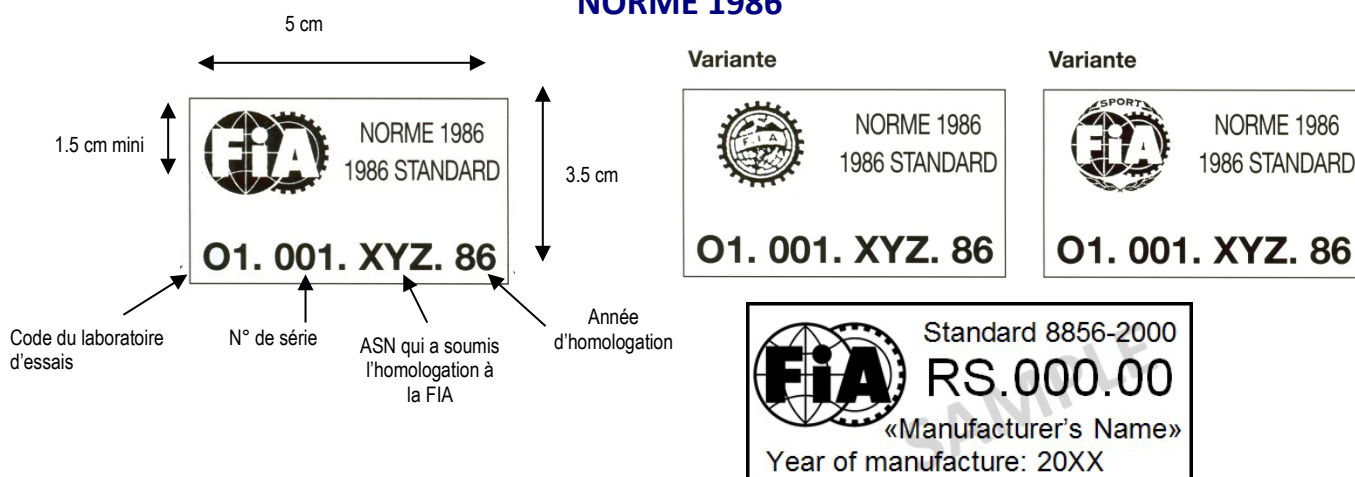 NORME 1986
5 cm
1.5 cm mini
3.5 cm
FiA
NORME 1986
1986 STANDARD
O1. 001. XYZ. 86
Code du laboratoire
d’essais
N° de série
ASN qui a soumis
l’homologation à
la FIA
Année
d’homologation
Variante
FIA
NORME 1986
1986 STANDARD
O1. 001. XYZ. 86
Variante
SPORT
FiA
NORME 1986
1986 STANDARD
O1. 001. XYZ. 86
FiA
Standard 8856-2000
RS.000.00
«Manufacturer's Name»
Year of manufacture: 20XX
SAMPLE